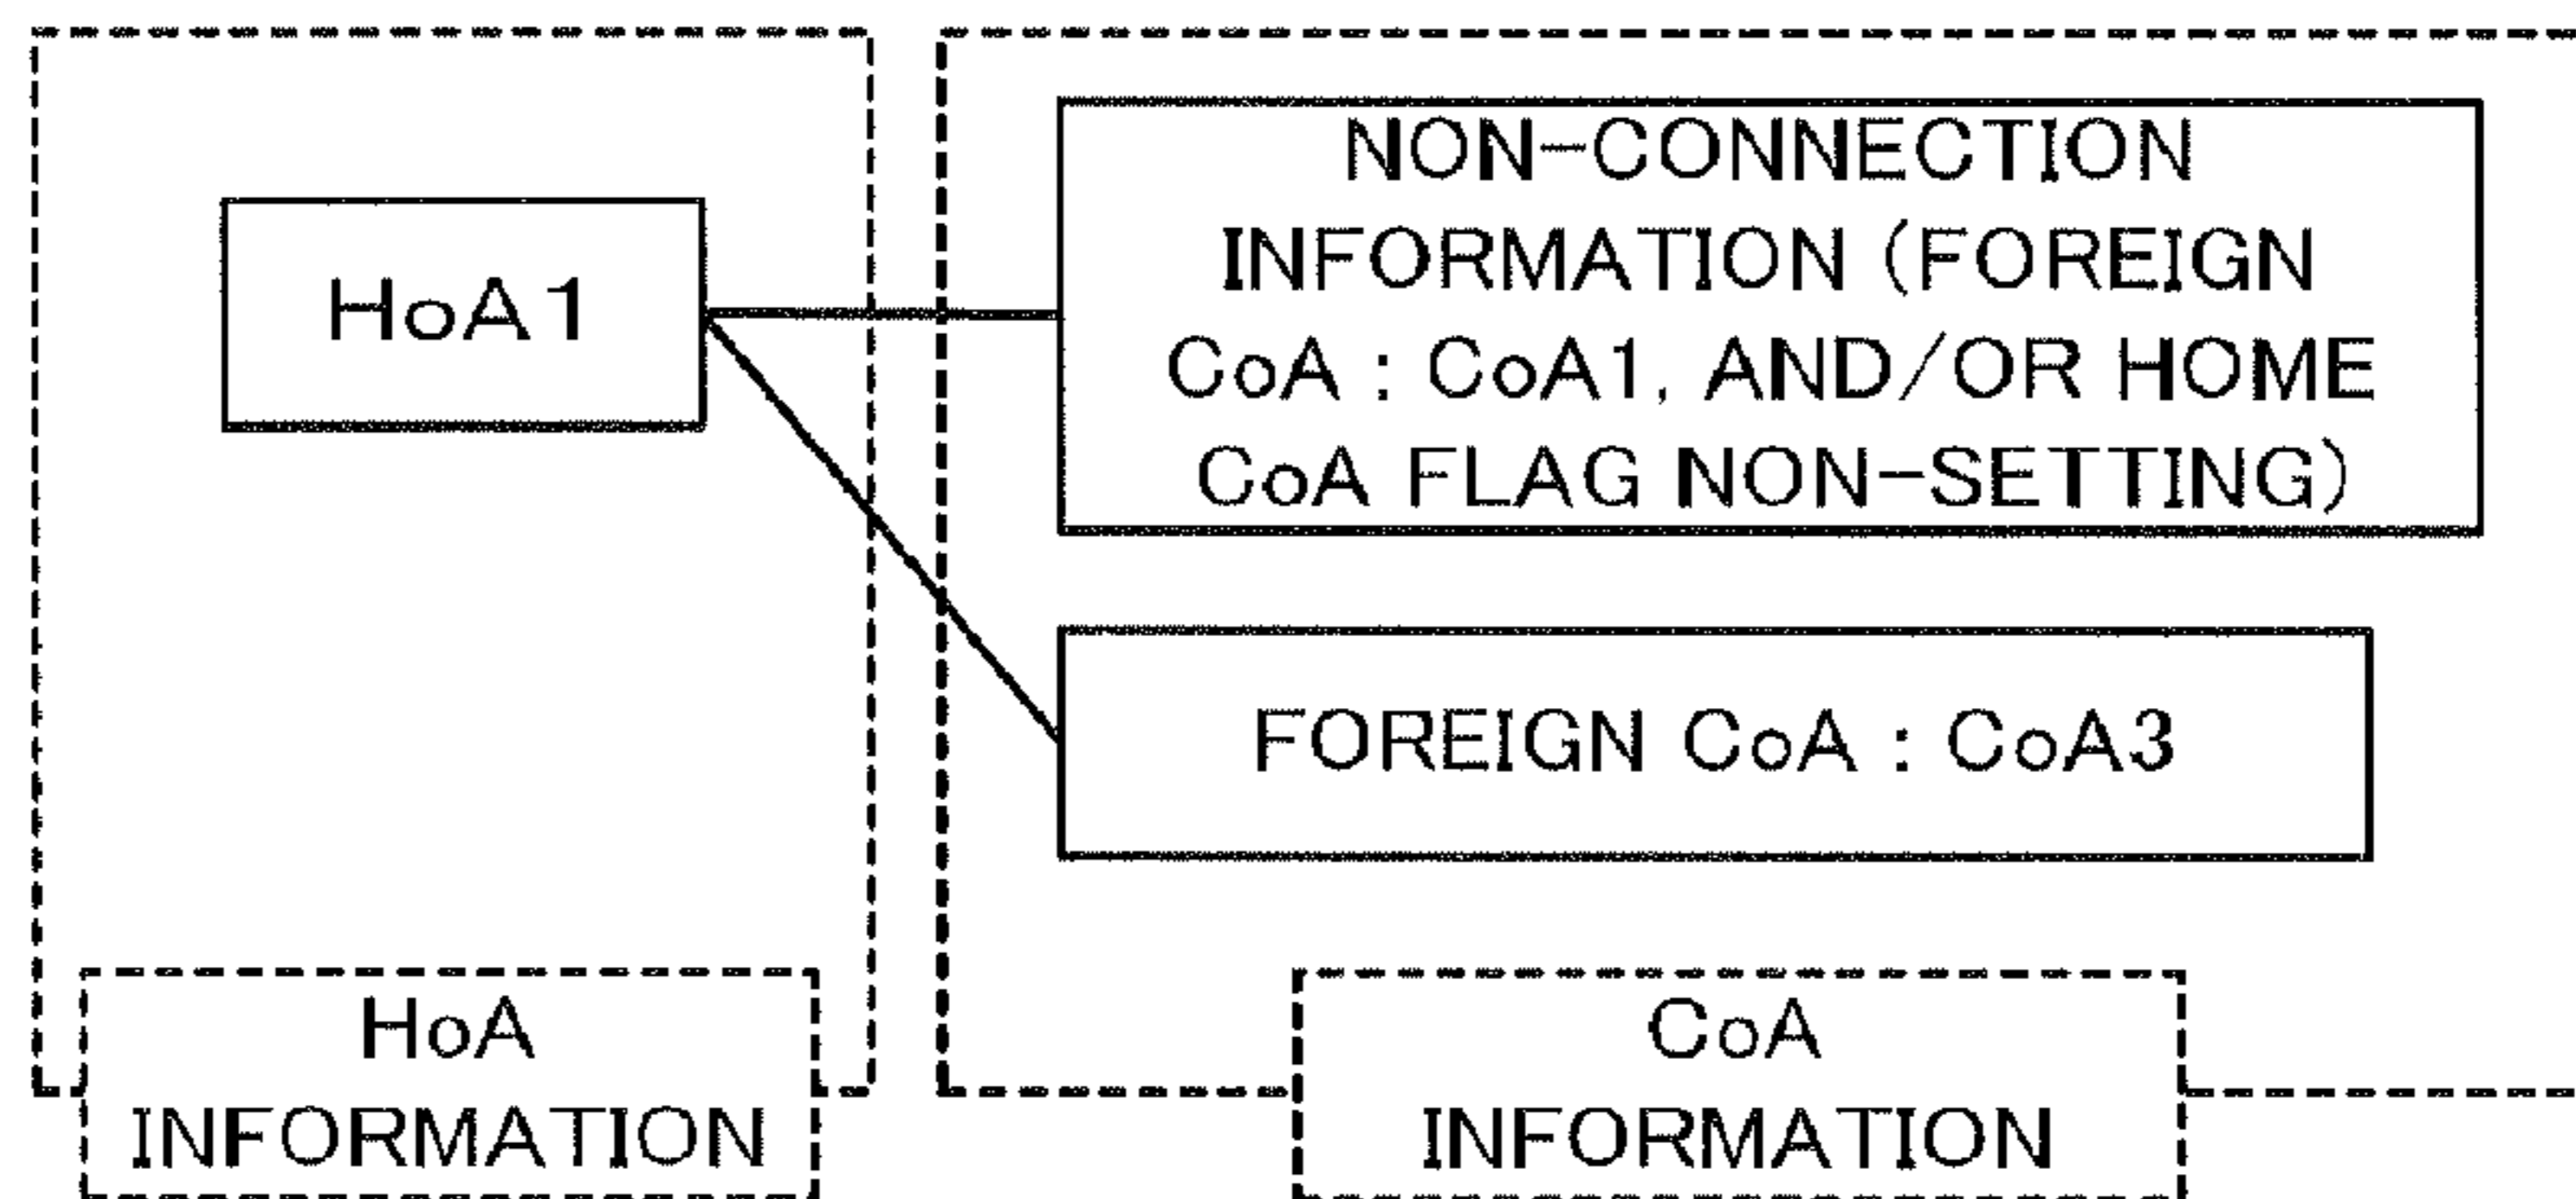 HoA1
NON-CONNECTION
INFORMATION (FOREIGN
CoA : CoA1, AND/OR HOME
CoA FLAG NON-SETTING)
FOREIGN CoA : CoA3
HoA
INFORMATION
CoA
INFORMATION